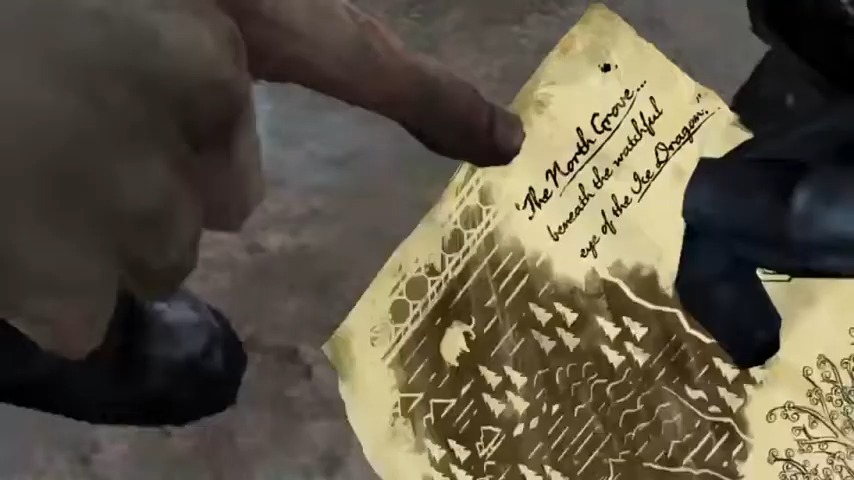 "The North Grove...
beneath the watchful
eye of the Ice Dragon."